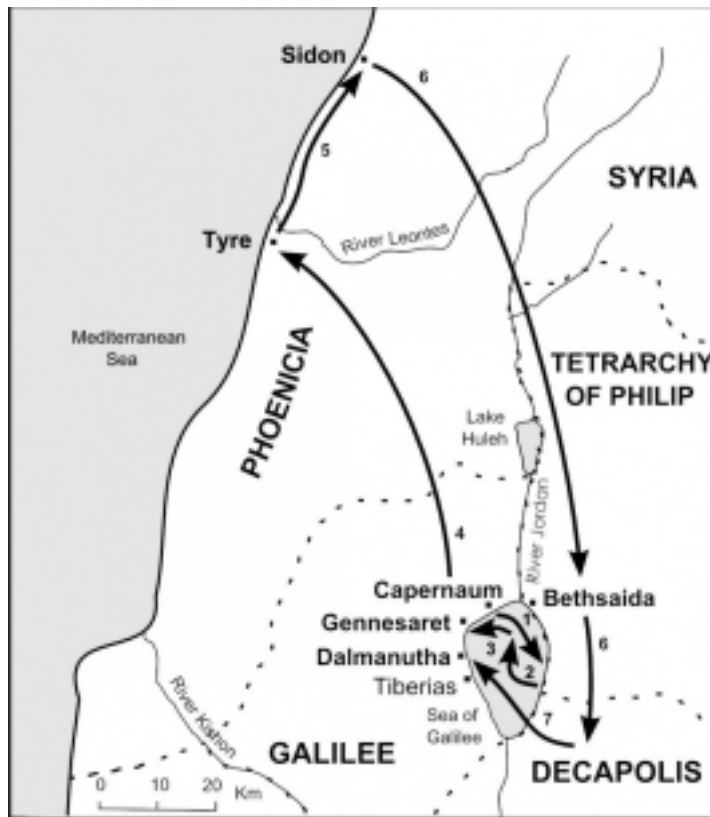 Sidon
6
5
SYRIA
Tyre
River Leontes
Mediterranean
Sea
PHOENICIA
TETRARCHY
OF PHILIP
Lake
Huleh
4
River Jordon
Capernaum
Bethsaida
Gennesaret
1
6
3
Dalmanutha
2
Tiberias
Sea of
Galilee
7
River Kishon
GALILEE
DECAPOLIS
0 10 20
Km